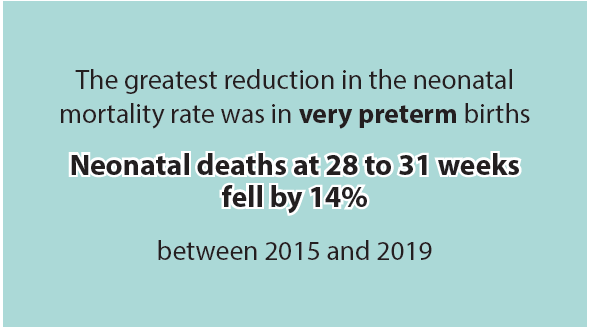 The greatest reduction in the neonatal
mortality rate was in very preterm births
Neonatal deaths at 28 to 31 weeks
fell by 14%
between 2015 and 2019